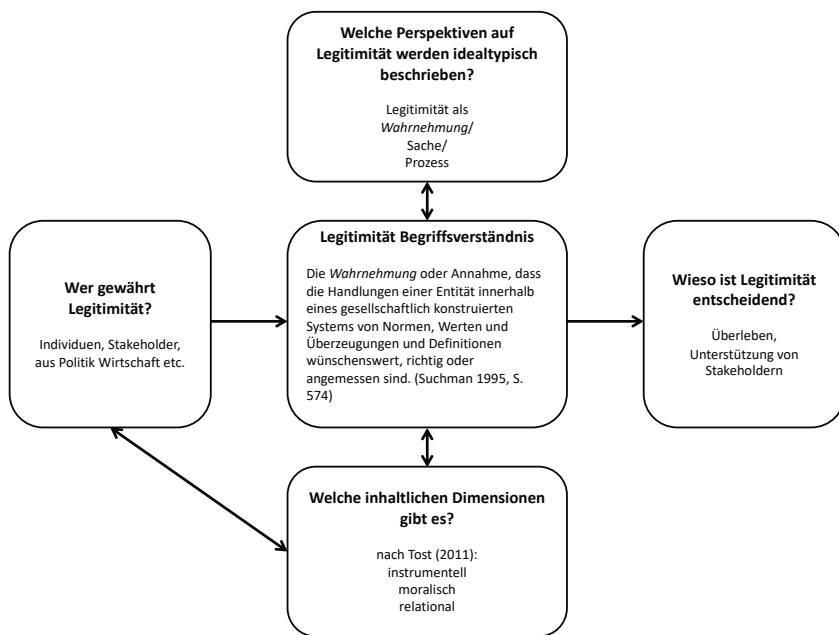 Welche Perspektiven auf
Legitimität werden idealtypisch
beschrieben?
Legitimität als
Wahrnehmung/
Sache/
Prozess
Wer gewährt
Legitimität?
Individuen, Stakeholder,
aus Politik Wirtschaft etc.
Legitimität Begriffsverständnis
Die Wahrnehmung oder Annahme, dass
die Handlungen einer Entität innerhalb
eines gesellschaftlich konstruierten
Systems von Normen, Werten und
Überzeugungen und Definitionen
wünschenswert, richtig oder
angemessen sind. (Suchman 1995, S.
574)
Wieso ist Legitimität
entscheidend?
Überleben,
Unterstützung von
Stakeholdern
Welche inhaltlichen Dimensionen
gibt es?
nach Tost (2011):
instrumentell
moralisch
relational